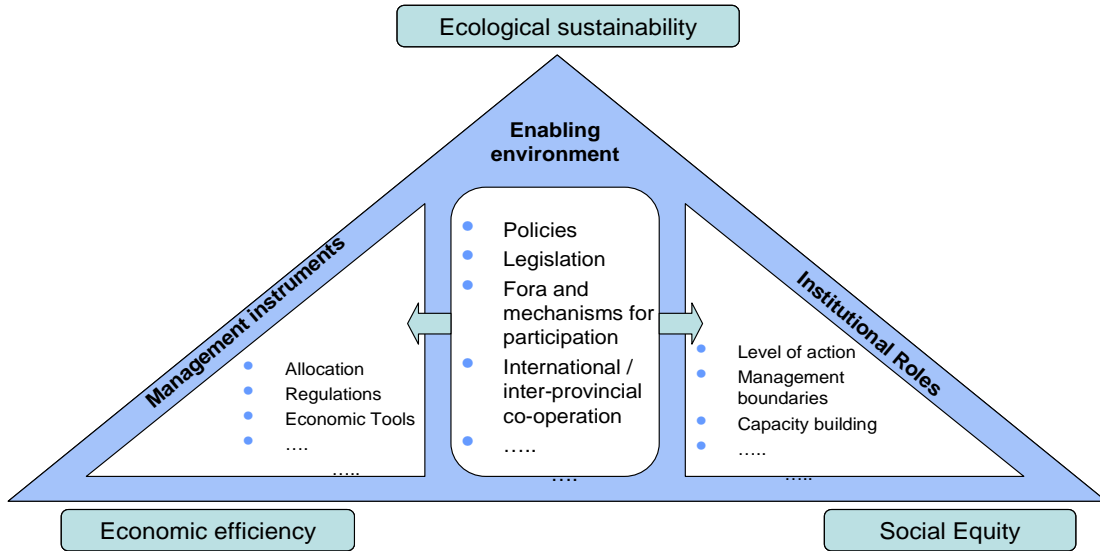 Ecological sustainability
Enabling
environment
Management instruments
Allocation
Regulations
Economic Tools
….
…..
Policies
Legislation
Fora and
mechanisms for
participation
International /
inter-provincial
co-operation
…..
….
Institutional Roles
Level of action
Management
boundaries
Capacity building
…..
…..
Economic efficiency
Social Equity